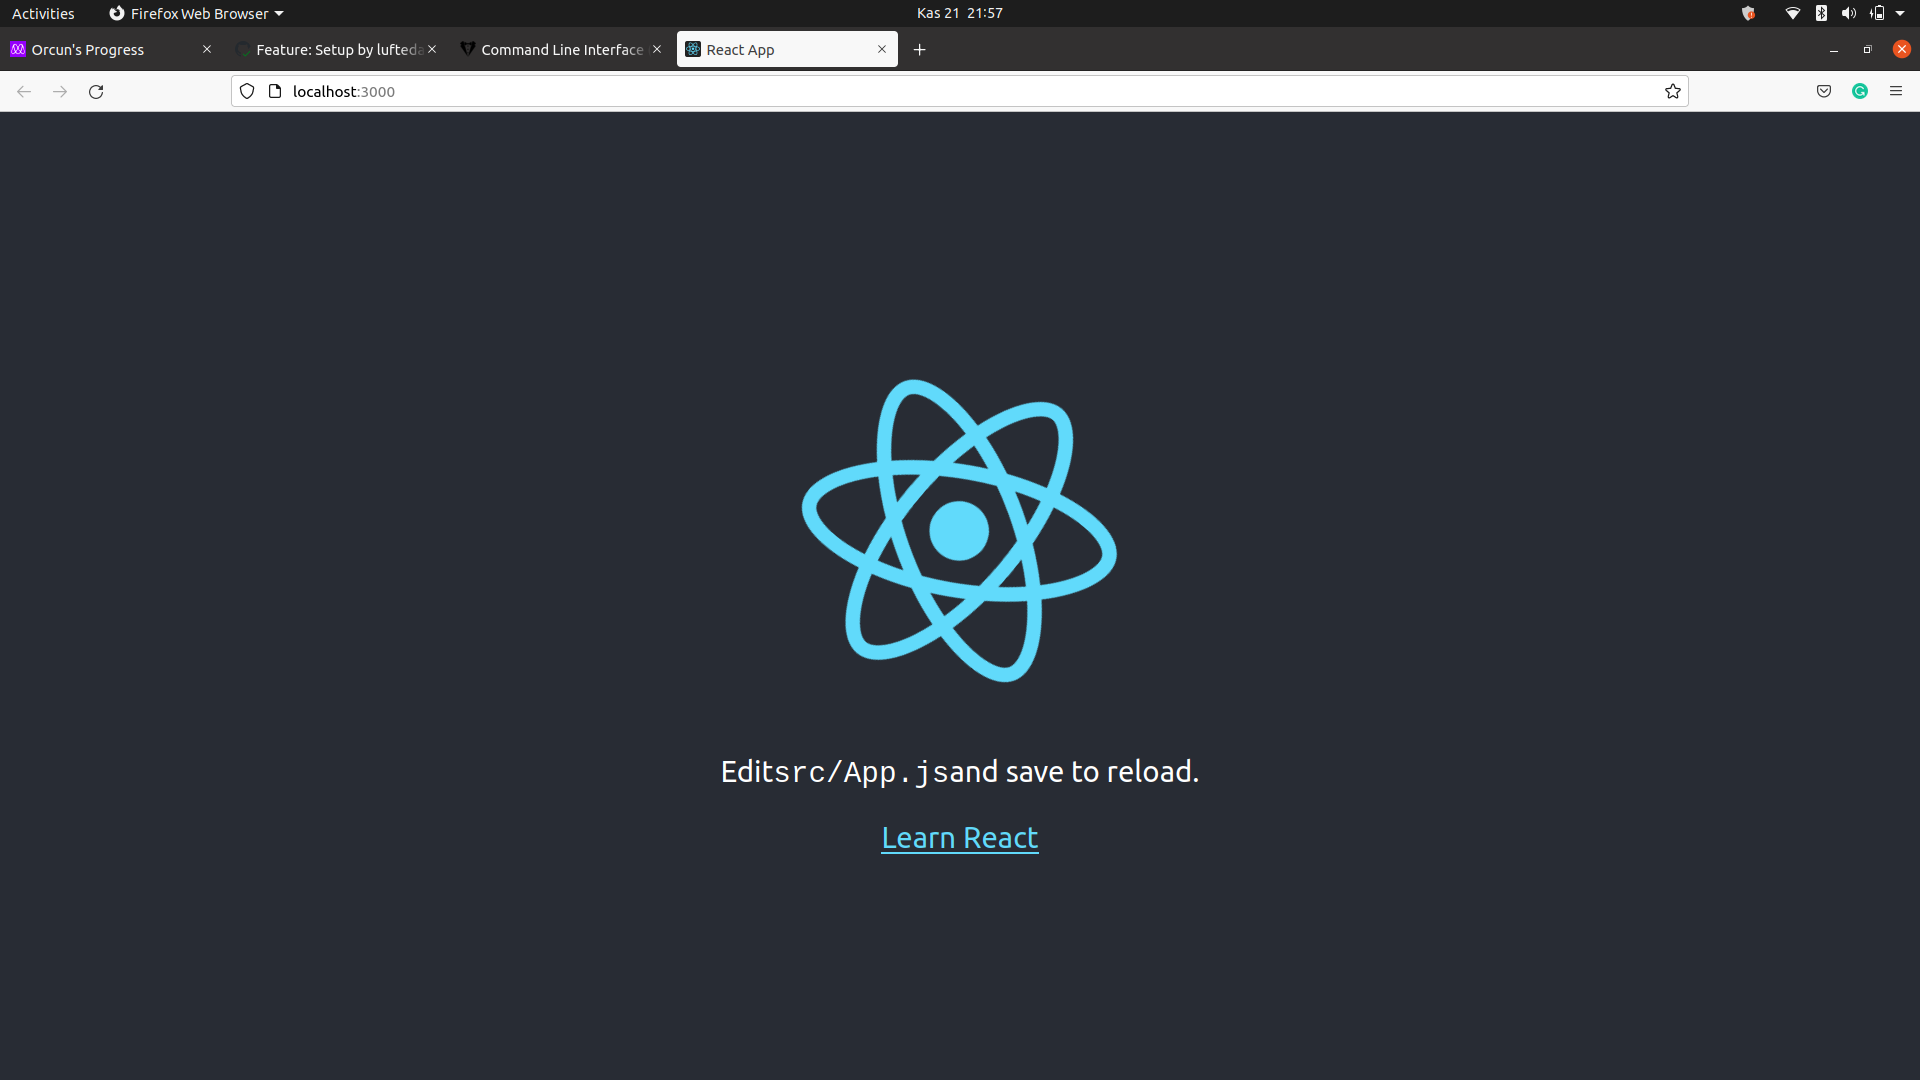 Activities
Firefox Web Browser
Kas 21 21:57
Orcun's Progress
Feature: Setup by lufteda
Command Line Interface
React App
localhost:3000
Editsrc/App.jsand save to reload.
Learn React